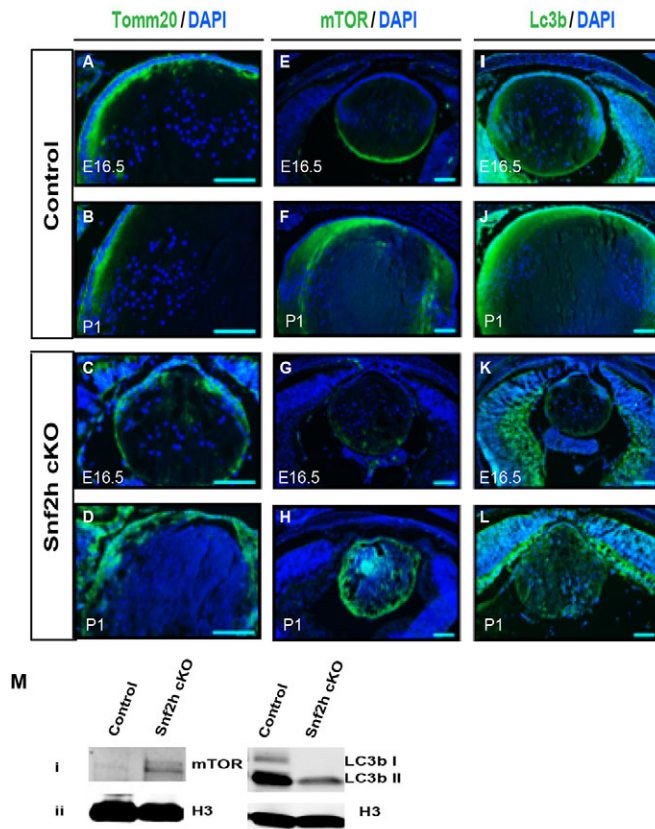 Tomm20/DAPI mTOR/DAPI Lc3b/DAPI
Control
A E I
E16.5 E16.5 E16.5
B F J
P1 P1 P1
Snf2h cKO
C G K
E16.5 E16.5 E16.5
D H L
P1 P1 P1
M
Control Snf2h cKO Control Snf2h cKO
i mTOR LC3b I
LC3b II
ii H3 H3